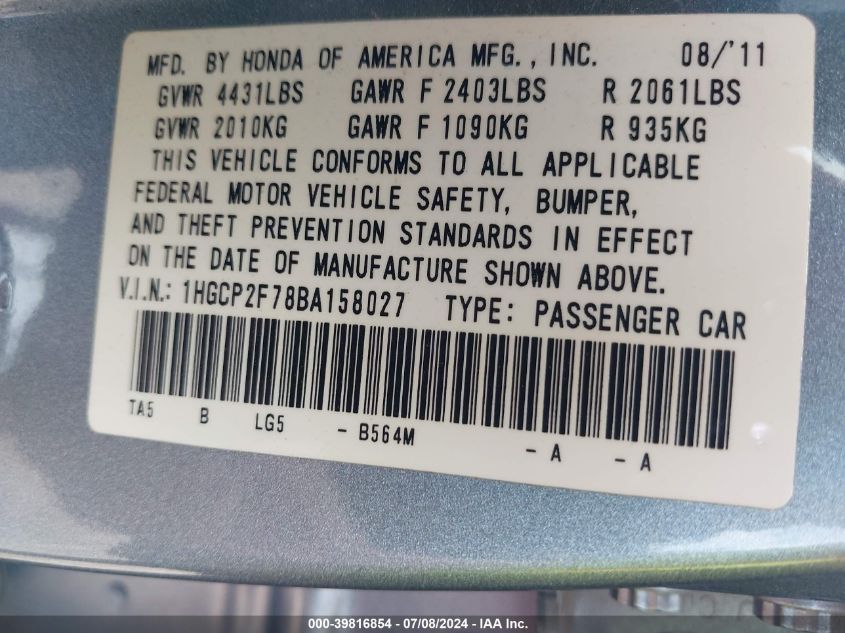 MFD. BY HONDA OF AMERICA MFG., INC. 08/'11
GVWR 4431LBS GAWR F 2403LBS R 2061LBS
GVWR 2010KG GAWR F 1090KG R 935KG
THIS VEHICLE CONFORMS TO ALL APPLICABLE
FEDERAL MOTOR VEHICLE SAFETY, BUMPER,
AND THEFT PREVENTION STANDARDS IN EFFECT
ON THE DATE OF MANUFACTURE SHOWN ABOVE.
V.I.N.: 1HGCP2F78BA158027 TYPE: PASSENGER CAR
TA5 B LG5 - B564M - A - A
000-39816854 / 07/08/2024 - IAA Inc.